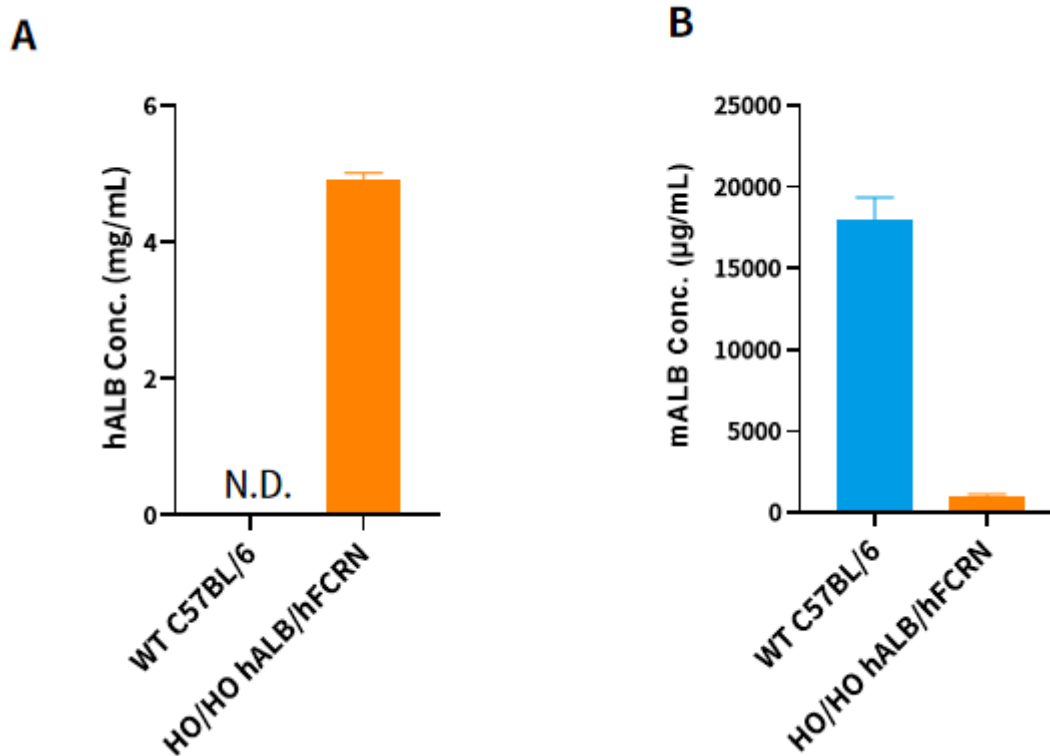 A
hALB Conc. (mg/mL)
6
4
2
0
N.D.
WT C57BL/6
HO/HO hALB/hFCRN
B
mALB Conc. (μg/mL)
25000
20000
15000
10000
5000
0
WT C57BL/6
HO/HO hALB/hFCRN